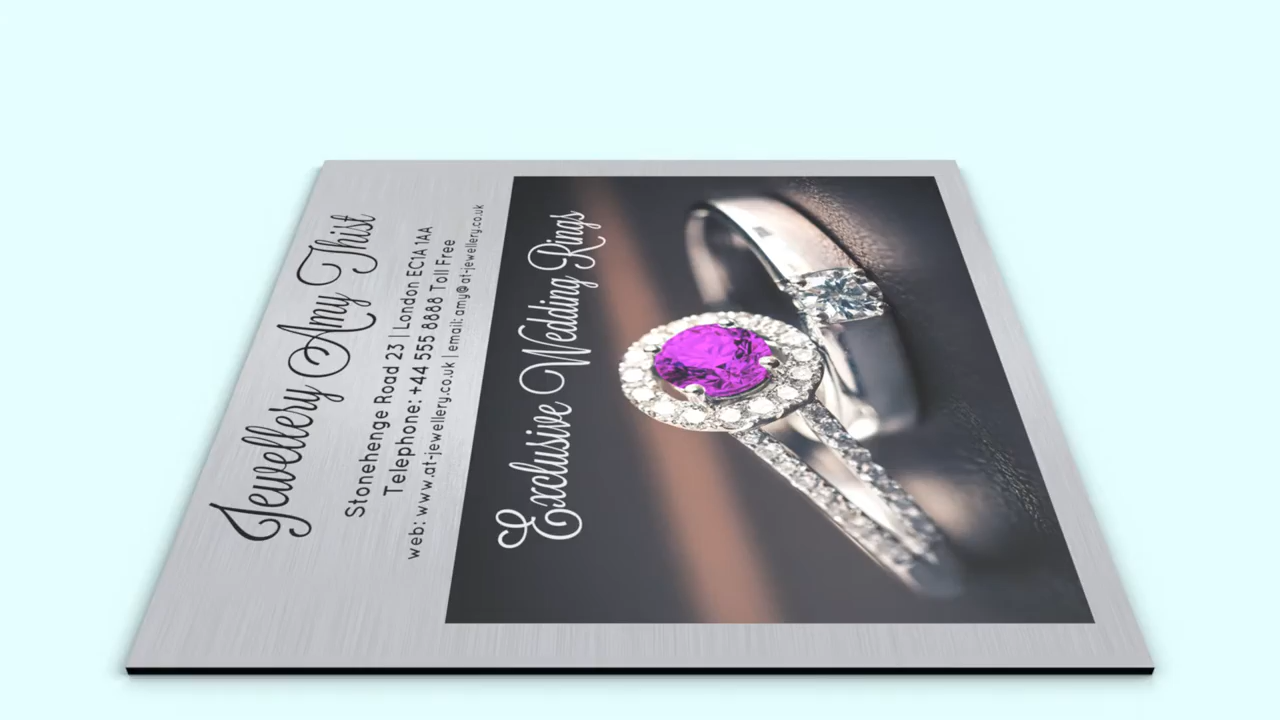 Jewellery Amy Thist
Stonehenge Road 23 | London EC1A 1AA
Telephone: +44 555 8888 Toll Free
web: www.at-jewellery.co.uk | email: amy@at-jewellery.co.uk
Exclusive Wedding Rings